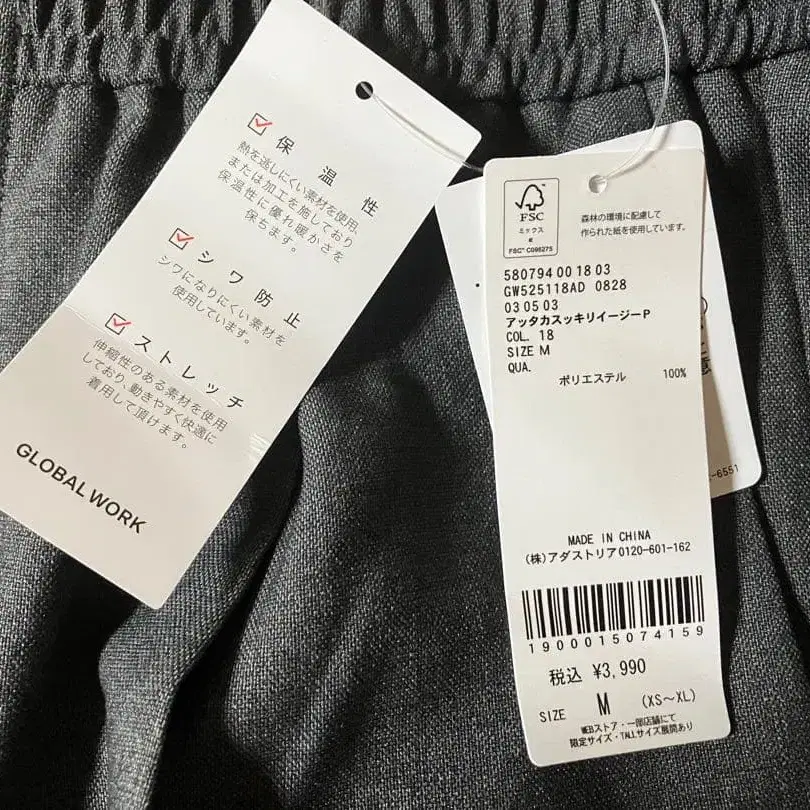 保温性
熱を逃しにくい素材を使用、
または加工を施しており
保温性に優れ暖かさを
保ちます。
シワ防止
シワになりにくい素材を
使用しています。
ストレッチ
伸縮性のある素材を使用
しており、動きやすく快適に
着用して頂けます。
GLOBAL WORK
FSC
ミックス
紙
FSC™ C098275
森林の環境に配慮して
作られた紙を使用しています。
580794 00 18 03
GW525118AD 0828
03 05 03
アッタカスッキリイージーP
COL. 18
SIZE M
QUA.
ポリエステル 100%
MADE IN CHINA
(株)アダストリア0120-601-162
1900015074159
税込 ¥3,990
SIZE M (XS～XL)
WEBストア・一部店舗にて
限定サイズ・TALLサイズ展開あり
-6551